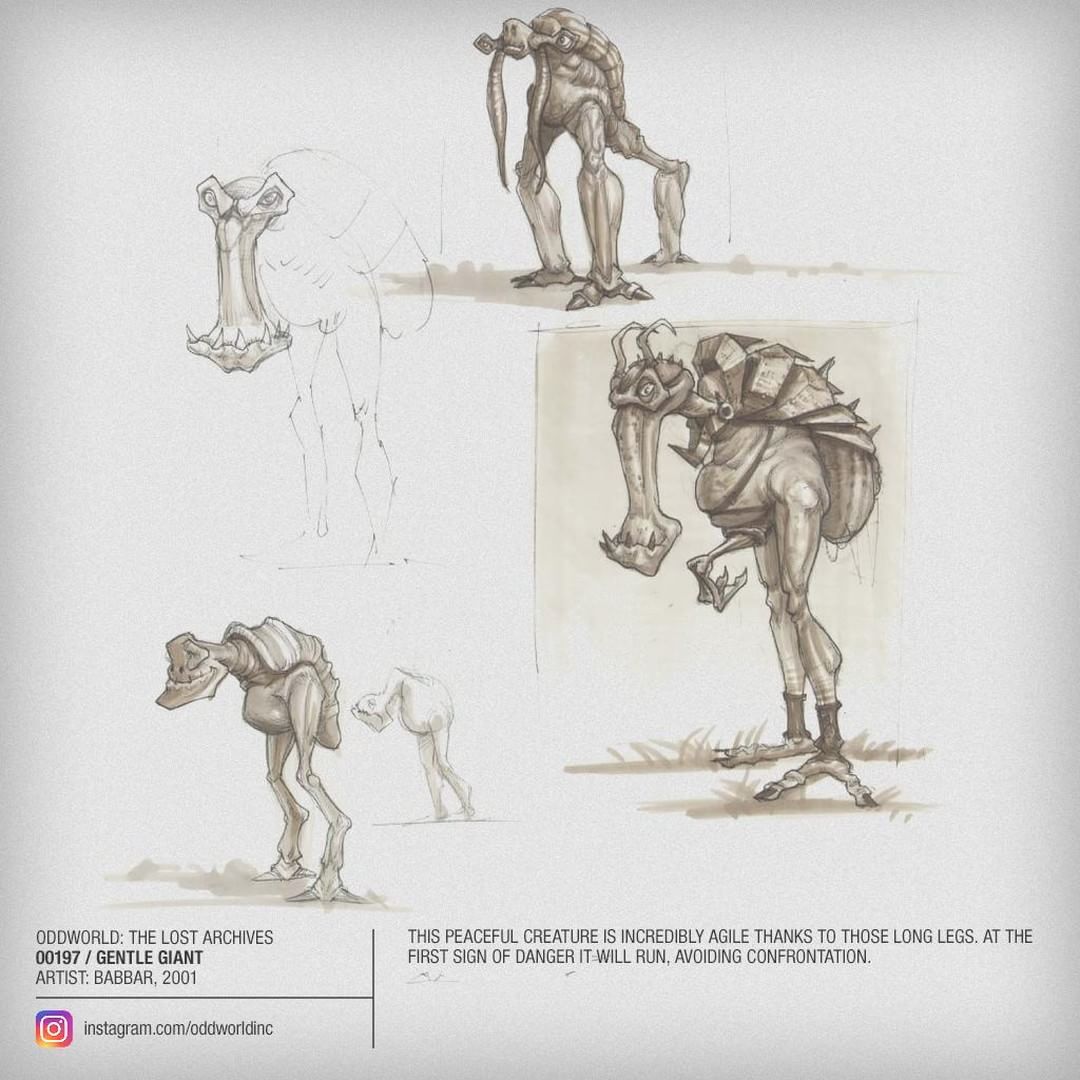 ODDWORLD: THE LOST ARCHIVES
00197 / GENTLE GIANT
ARTIST: BABBAR, 2001
instagram.com/oddworldinc
THIS PEACEFUL CREATURE IS INCREDIBLY AGILE THANKS TO THOSE LONG LEGS. AT THE
FIRST SIGN OF DANGER IT WILL RUN, AVOIDING CONFRONTATION.